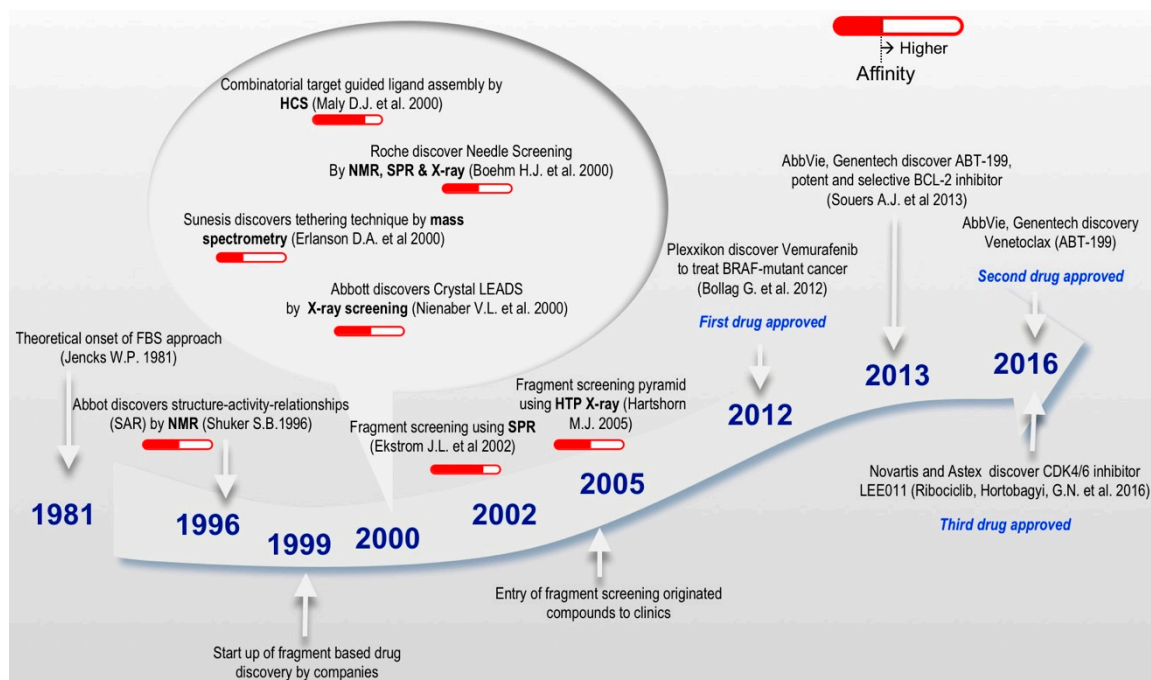 Higher
Affinity
Combinatorial target guided ligand assembly by
HCS (Maly D.J. et al. 2000)
Roche discover Needle Screening
By NMR, SPR & X-ray (Boehm H.J. et al. 2000)
Sunesis discovers tethering technique by mass
spectrometry (Erlanson D.A. et al 2000)
Abbott discovers Crystal LEADS
by X-ray screening (Nienaber V.L. et al. 2000)
Theoretical onset of FBS approach
(Jencks W.P. 1981)
Abbot discovers structure-activity-relationships
(SAR) by NMR (Shuker S.B.1996)
Fragment screening using SPR
(Ekstrom J.L. et al 2002)
Fragment screening pyramid
using HTP X-ray (Hartshorn
M.J. 2005)
Plexxikon discover Vemurafenib
to treat BRAF-mutant cancer
(Bollag G. et al. 2012)
First drug approved
AbbVie, Genentech discover ABT-199,
potent and selective BCL-2 inhibitor
(Souers A.J. et al 2013)
AbbVie, Genentech discovery
Venetoclax (ABT-199)
Second drug approved
1981
1996
1999
2000
2002
2005
2012
2013
2016
Start up of fragment based drug
discovery by companies
Entry of fragment screening originated
compounds to clinics
Novartis and Astex discover CDK4/6 inhibitor
LEE011 (Ribociclib, Hortobagyi, G.N. et al. 2016)
Third drug approved